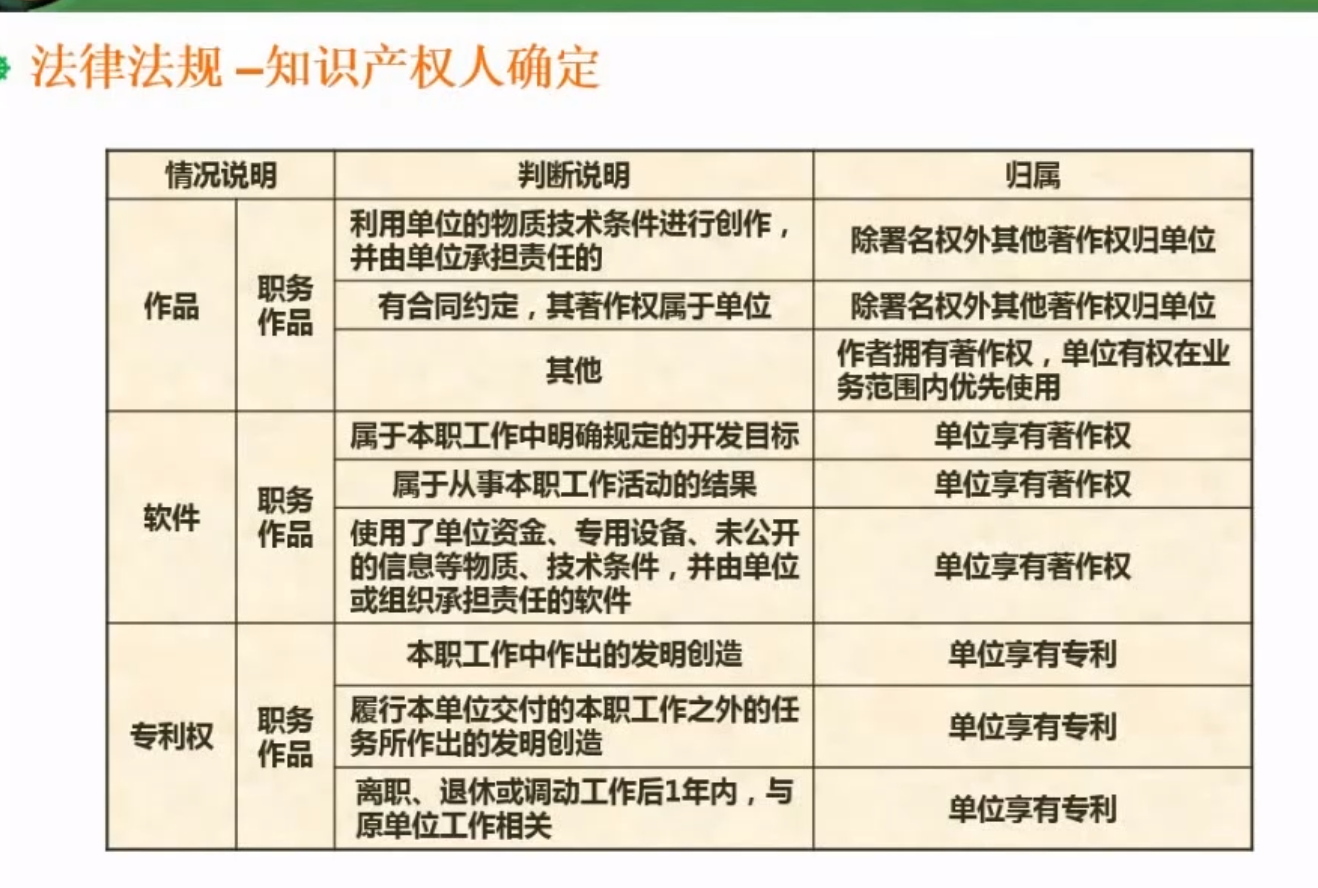 法律法规 –知识产权人确定
情况说明
判断说明
归属
作品
职务
作品
利用单位的物质技术条件进行创作，
并由单位承担责任的
除署名权外其他著作权归单位
有合同约定，其著作权属于单位
除署名权外其他著作权归单位
其他
作者拥有著作权，单位有权在业
务范围内优先使用
软件
职务
作品
属于本职工作中明确规定的开发目标
单位享有著作权
属于从事本职工作活动的结果
单位享有著作权
使用了单位资金、专用设备、未公开
的信息等物质、技术条件，并由单位
或组织承担责任的软件
单位享有著作权
专利权
职务
作品
本职工作中作出的发明创造
单位享有专利
履行本单位交付的本职工作之外的任
务所作出的发明创造
单位享有专利
离职、退休或调动工作后1年内，与
原单位工作相关
单位享有专利